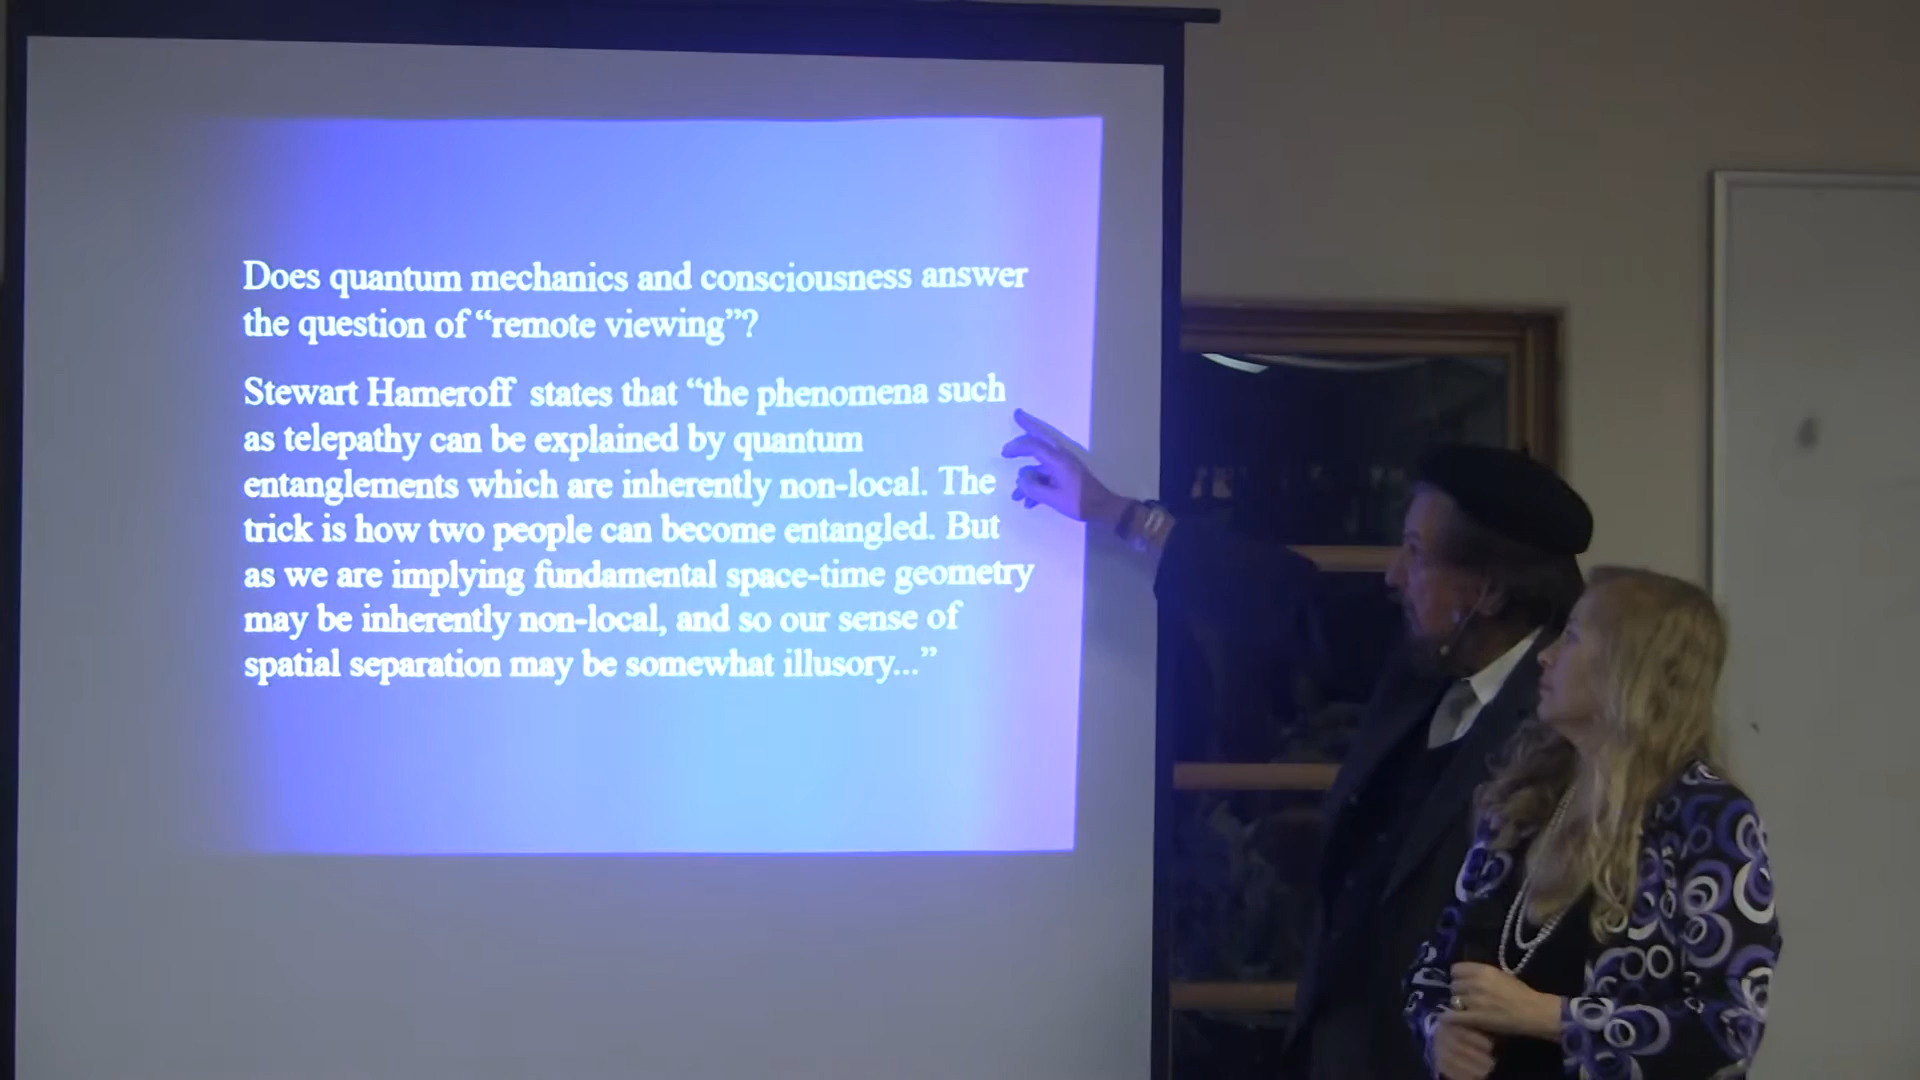 Does quantum mechanics and consciousness answer
the question of “remote viewing”?
Stewart Hameroff states that “the phenomena such
as telepathy can be explained by quantum
entanglements which are inherently non-local. The
trick is how two people can become entangled. But
as we are implying fundamental space-time geometry
may be inherently non-local, and so our sense of
spatial separation may be somewhat illusory...”